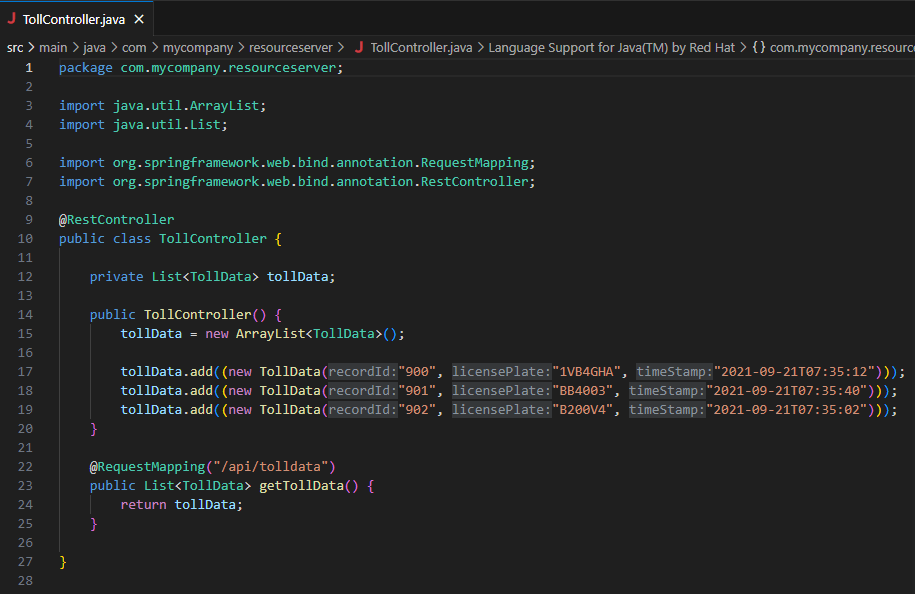 TollController.java
src > main > java > com > mycompany > resourceserver > TollController.java > Language Support for Java(TM) by Red Hat > {} com.mycompany.resourc
1 package com.mycompany.resourceserver;
2
3 import java.util.ArrayList;
4 import java.util.List;
5
6 import org.springframework.web.bind.annotation.RequestMapping;
7 import org.springframework.web.bind.annotation.RestController;
8
9 @RestController
10 public class TollController {
11
12     private List<TollData> tollData;
13
14     public TollController() {
15         tollData = new ArrayList<TollData>();
16
17         tollData.add((new TollData(recordId:"900", licensePlate:"1VB4GHA", timeStamp:"2021-09-21T07:35:12")));
18         tollData.add((new TollData(recordId:"901", licensePlate:"BB4003", timeStamp:"2021-09-21T07:35:40")));
19         tollData.add((new TollData(recordId:"902", licensePlate:"B200V4", timeStamp:"2021-09-21T07:35:02")));
20     }
21
22     @RequestMapping("/api/tolldata")
23     public List<TollData> getTollData() {
24         return tollData;
25     }
26
27 }
28